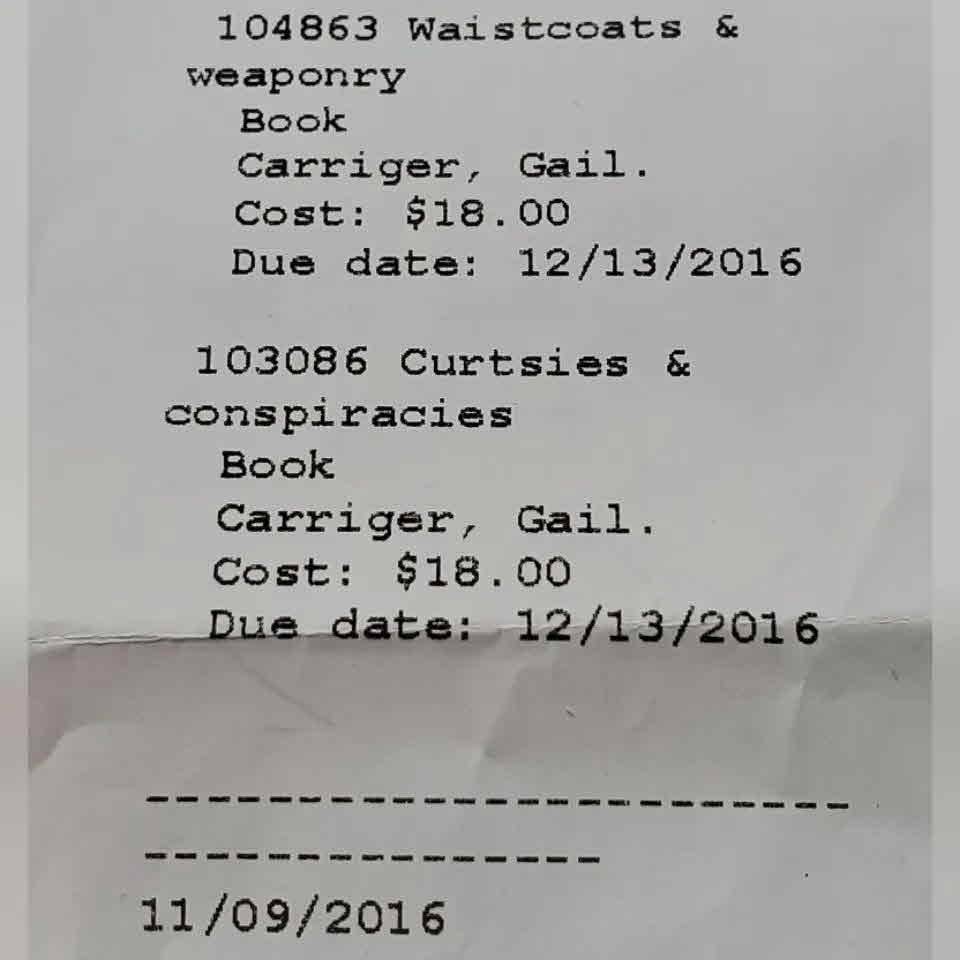 104863 Waistcoats &
weaponry
Book
Carriger, Gail.
Cost: $18.00
Due date: 12/13/2016
103086 Curtsies &
conspiracies
Book
Carriger, Gail.
Cost: $18.00
Due date: 12/13/2016
-----------------------
---------------
11/09/2016